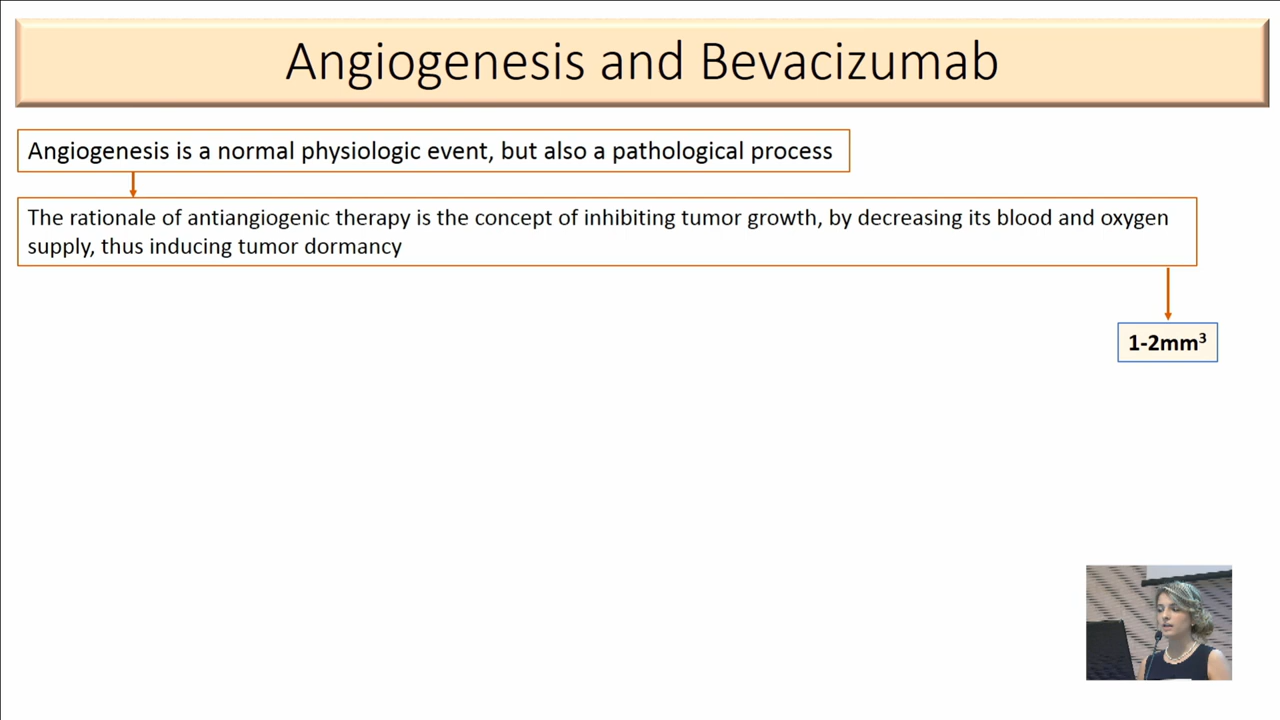 Angiogenesis and Bevacizumab
Angiogenesis is a normal physiologic event, but also a pathological process
The rationale of antiangiogenic therapy is the concept of inhibiting tumor growth, by decreasing its blood and oxygen
supply, thus inducing tumor dormancy
1-2mm³